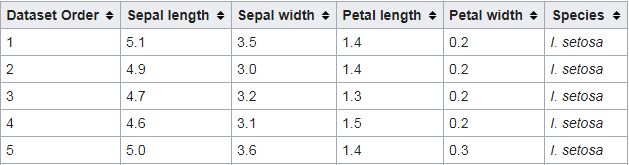 Dataset Order Sepal length Sepal width Petal length Petal width Species
1 5.1 3.5 1.4 0.2 I. setosa
2 4.9 3.0 1.4 0.2 I. setosa
3 4.7 3.2 1.3 0.2 I. setosa
4 4.6 3.1 1.5 0.2 I. setosa
5 5.0 3.6 1.4 0.3 I. setosa